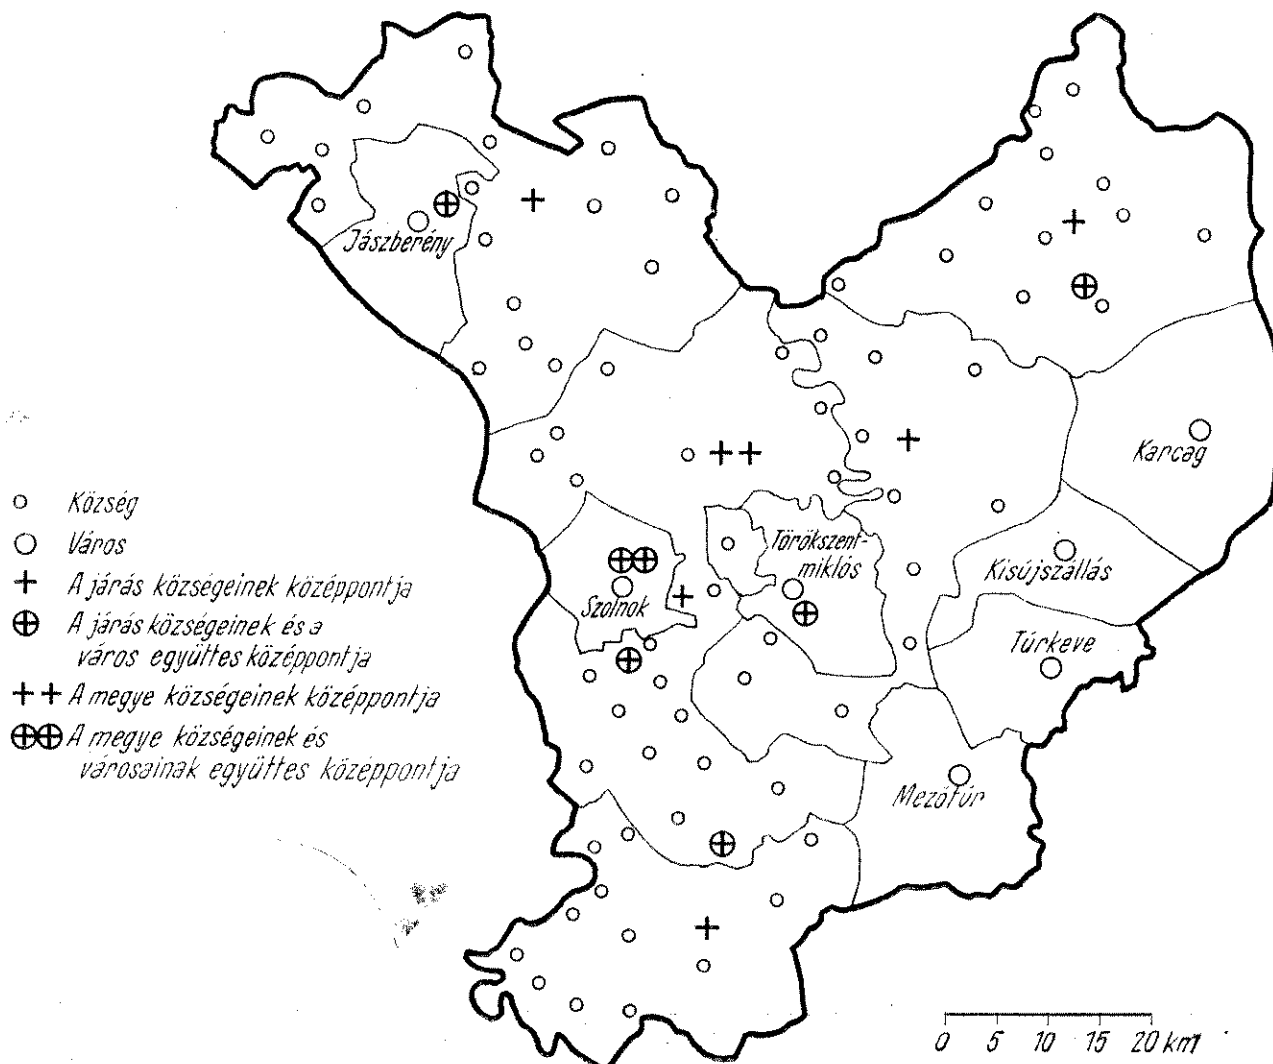 Jászberény
Karcag
Törökszent-
miklós
Kisújszállás
Szolnok
Túrkeve
Mezőtúr
Község
Város
A járás községeinek középpontja
A járás községeinek és a
város együttes középpontja
A megye községeinek középpontja
A megye községeinek és
városainak együttes középpontja
0 5 10 15 20 km